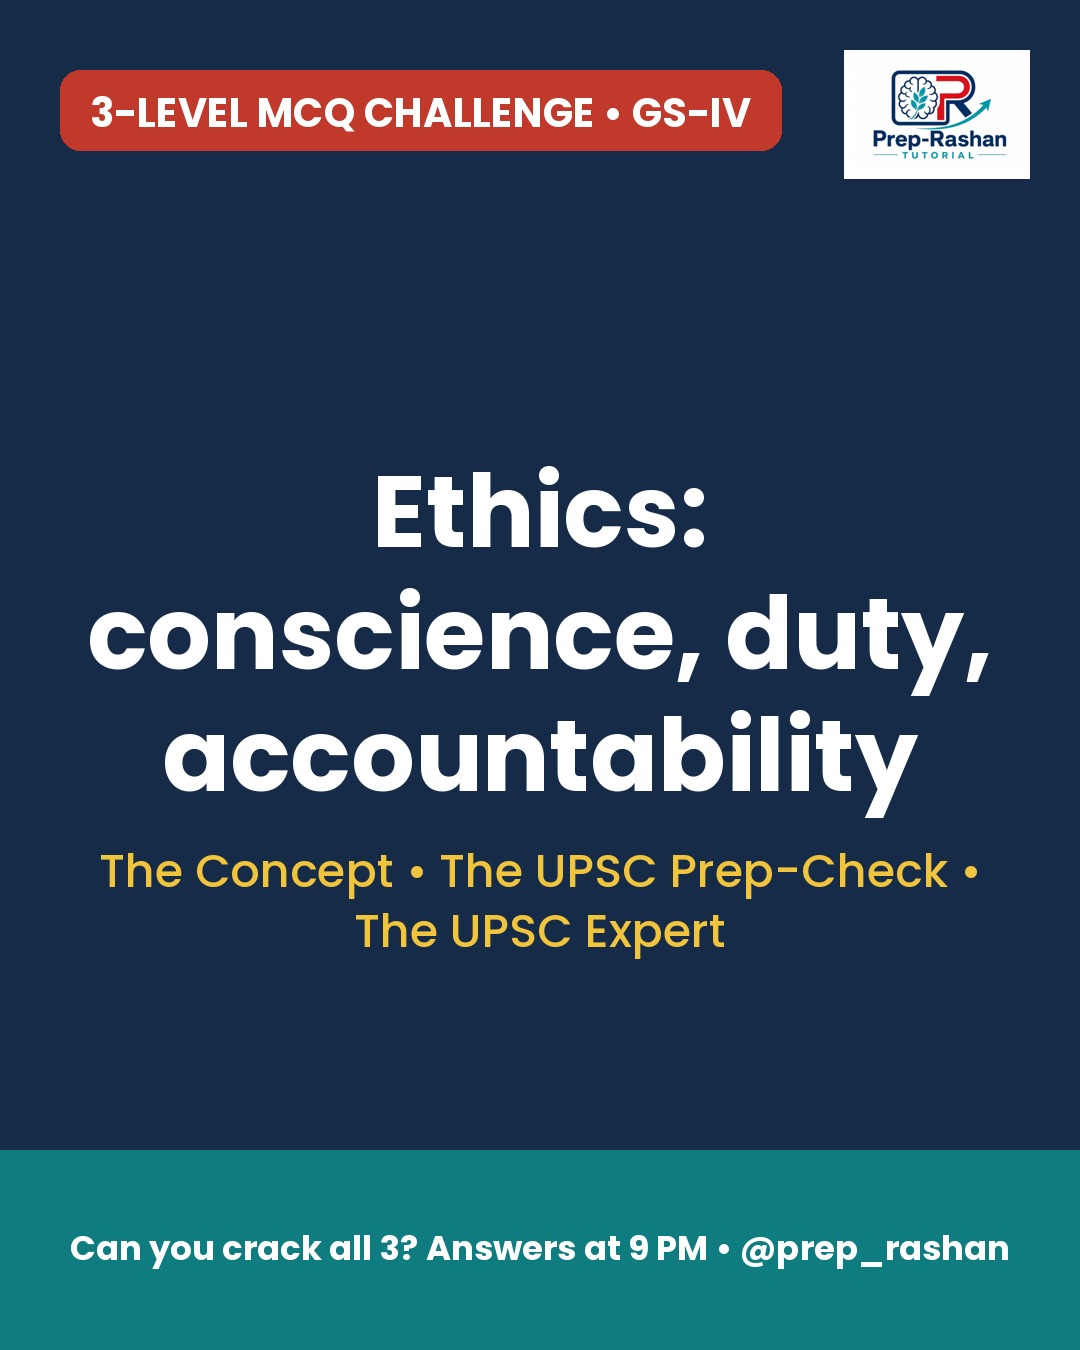 3-LEVEL MCQ CHALLENGE • GS-IV
PR
Prep-Rashan
TUTORIAL
Ethics:
conscience, duty,
accountability
The Concept • The UPSC Prep-Check •
The UPSC Expert
Can you crack all 3? Answers at 9 PM • @prep_rashan